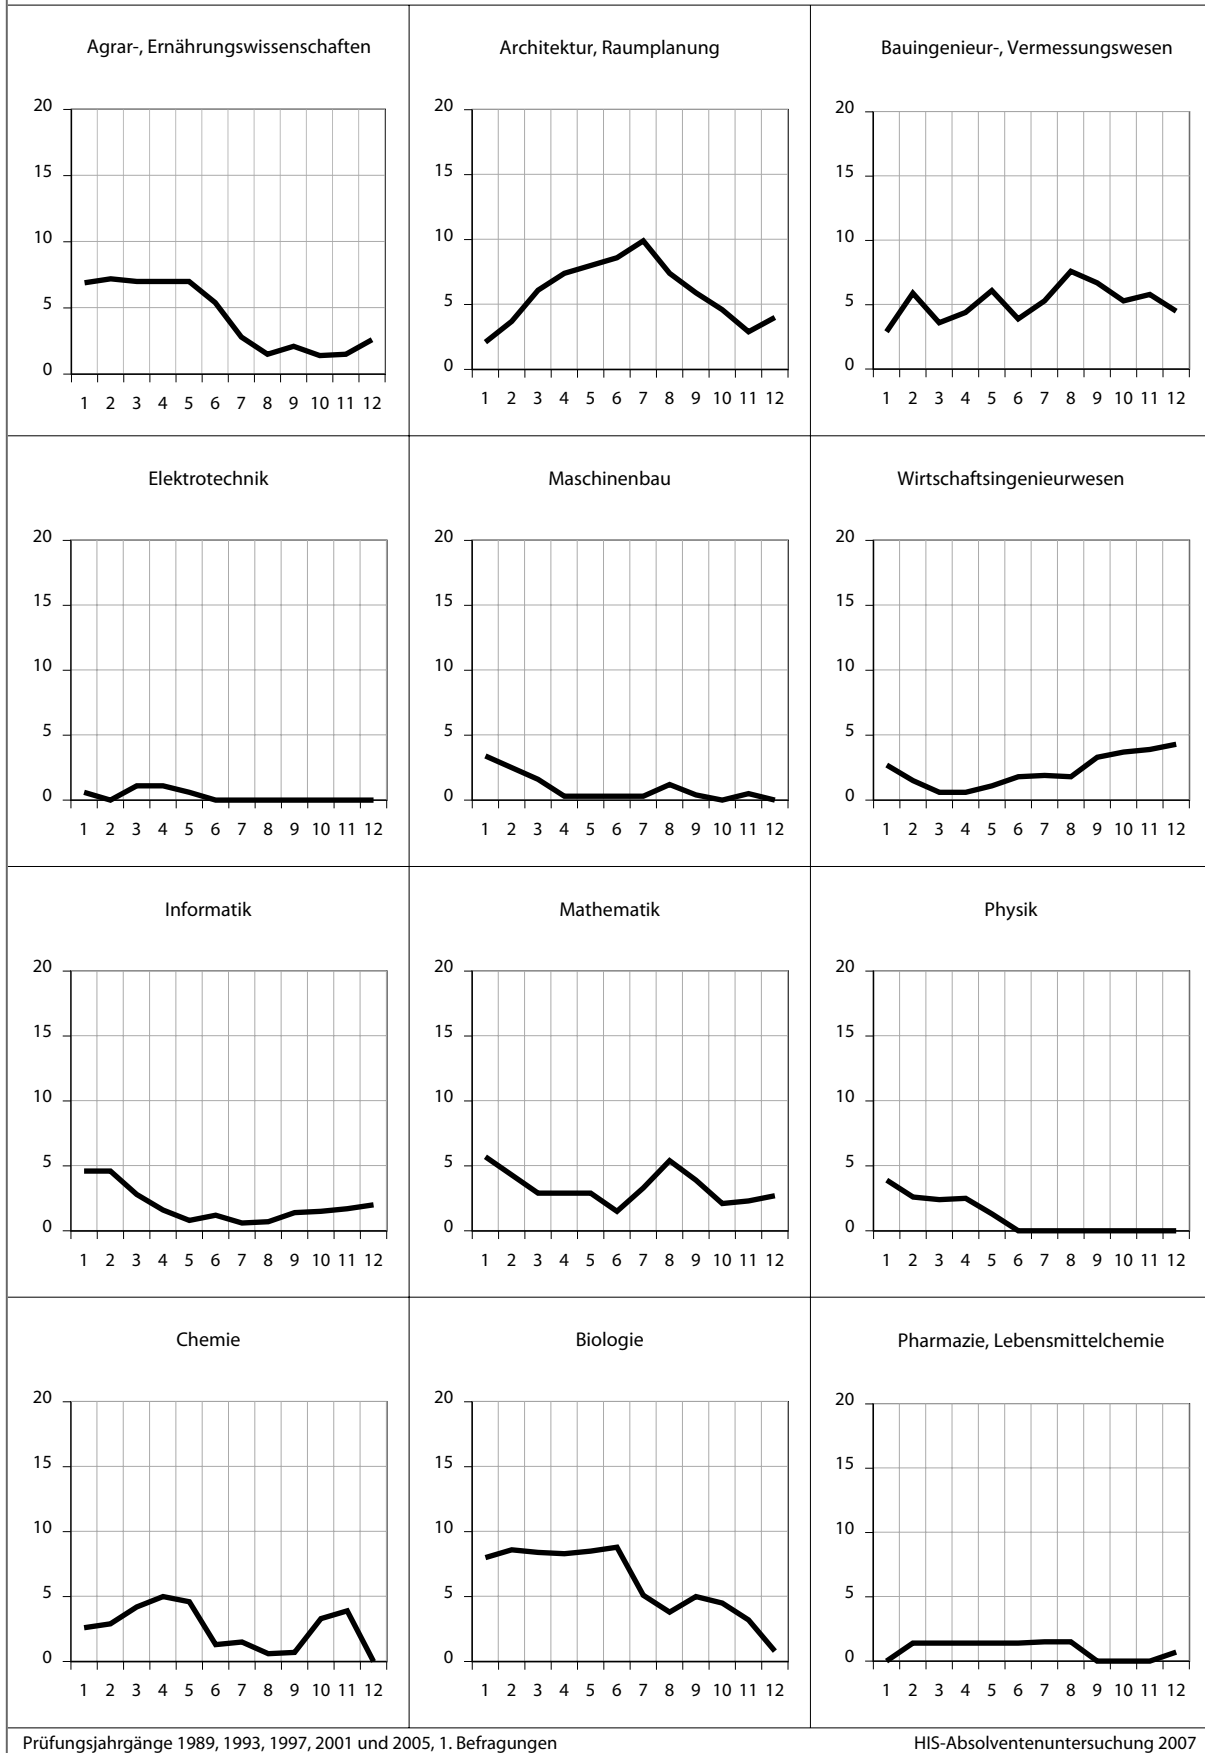 Agrar-, Ernährungswissenschaften
20
15
10
5
0
1 2 3 4 5 6 7 8 9 10 11 12
Architektur, Raumplanung
20
15
10
5
0
1 2 3 4 5 6 7 8 9 10 11 12
Bauingenieur-, Vermessungswesen
20
15
10
5
0
1 2 3 4 5 6 7 8 9 10 11 12
Elektrotechnik
20
15
10
5
0
1 2 3 4 5 6 7 8 9 10 11 12
Maschinenbau
20
15
10
5
0
1 2 3 4 5 6 7 8 9 10 11 12
Wirtschaftsingenieurwesen
20
15
10
5
0
1 2 3 4 5 6 7 8 9 10 11 12
Informatik
20
15
10
5
0
1 2 3 4 5 6 7 8 9 10 11 12
Mathematik
20
15
10
5
0
1 2 3 4 5 6 7 8 9 10 11 12
Physik
20
15
10
5
0
1 2 3 4 5 6 7 8 9 10 11 12
Chemie
20
15
10
5
0
1 2 3 4 5 6 7 8 9 10 11 12
Biologie
20
15
10
5
0
1 2 3 4 5 6 7 8 9 10 11 12
Pharmazie, Lebensmittelchemie
20
15
10
5
0
1 2 3 4 5 6 7 8 9 10 11 12
Prüfungsjahrgänge 1989, 1993, 1997, 2001 und 2005, 1. Befragungen
HIS-Absolventenuntersuchung 2007